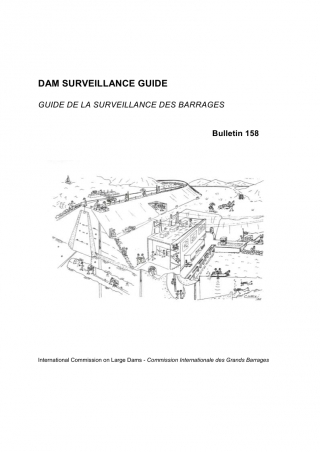 DAM SURVEILLANCE GUIDE
GUIDE DE LA SURVEILLANCE DES BARRAGES
Bulletin 158
International Commission on Large Dams - Commission Internationale des Grands Barrages